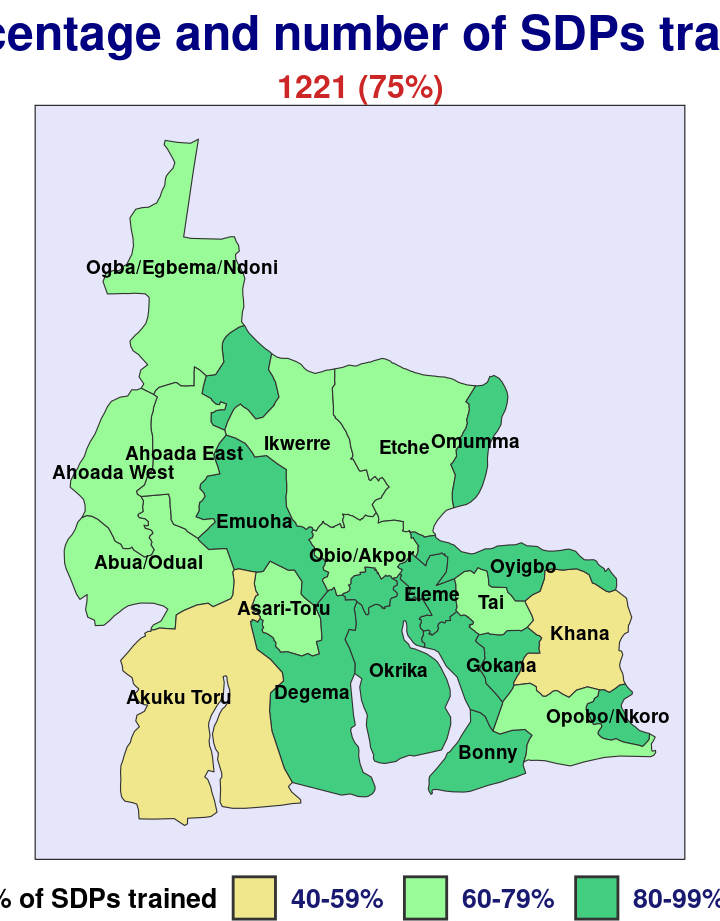 centage and number of SDPs tra
1221 (75%)
Ogba/Egbema/Ndoni
Ikwerre
Etche
Omumma
Ahoada East
Ahoada West
Emuoha
Obio/Akpor
Abua/Odual
Oyigbo
Eleme
Tai
Asari-Toru
Khana
Gokana
Okrika
Degema
Akuku Toru
Opobo/Nkoro
Bonny
% of SDPs trained
40-59%
60-79%
80-99%